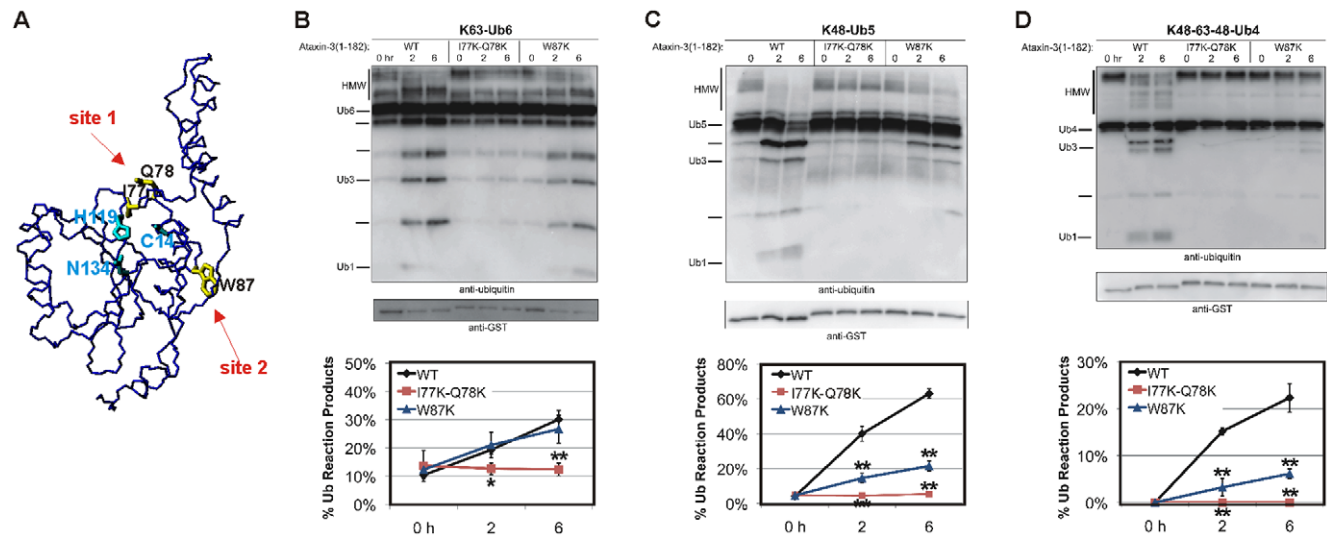 A
site 1
Q78
I77
H119
C14
N134
W87
site 2
B
K63-Ub6
Ataxin-3(1-182): WT I77K-Q78K W87K
0 hr 2 6 0 2 6 0 2 6
HMW
Ub6
Ub3
Ub1
anti-ubiquitin
anti-GST
50%
40%
30%
20%
10%
0%
% Ub Reaction Products
WT
I77K-Q78K
W87K
**
*
0 h 2 6
C
K48-Ub5
Ataxin-3(1-182): WT I77K-Q78K W87K
0 2 6 0 2 6 0 2 6
HMW
Ub5
Ub3
Ub1
anti-ubiquitin
anti-GST
80%
60%
40%
20%
0%
% Ub Reaction Products
WT
I77K-Q78K
W87K
** **
** **
0 h 2 6
D
K48-63-48-Ub4
Ataxin-3(1-182): WT I77K-Q78K W87K
0 hr 2 6 0 2 6 0 2 6
HMW
Ub4
Ub3
Ub1
anti-ubiquitin
anti-GST
30%
20%
10%
0%
% Ub Reaction Products
WT
I77K-Q78K
W87K
** **
** **
0 h 2 6